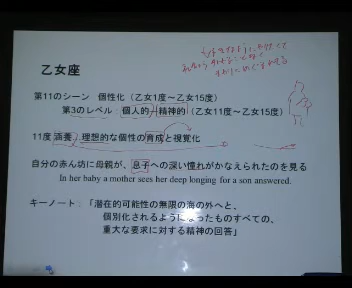 乙女座
第11のシーン 個性化 (乙女1度〜乙女15度)
第3のレベル: 個人的/精神的 (乙女11度〜乙女15度)
11度 涵養: 理想的な個性の育成と視覚化
自分の赤ん坊に母親が、息子への深い憧れがかなえられたのを見る
In her baby a mother sees her deep longing for a son answered.
キーノート:「潜在的可能性の無限の海の外へと、
個別化されるようになったものすべての、
重大な要求に対する精神の回答」